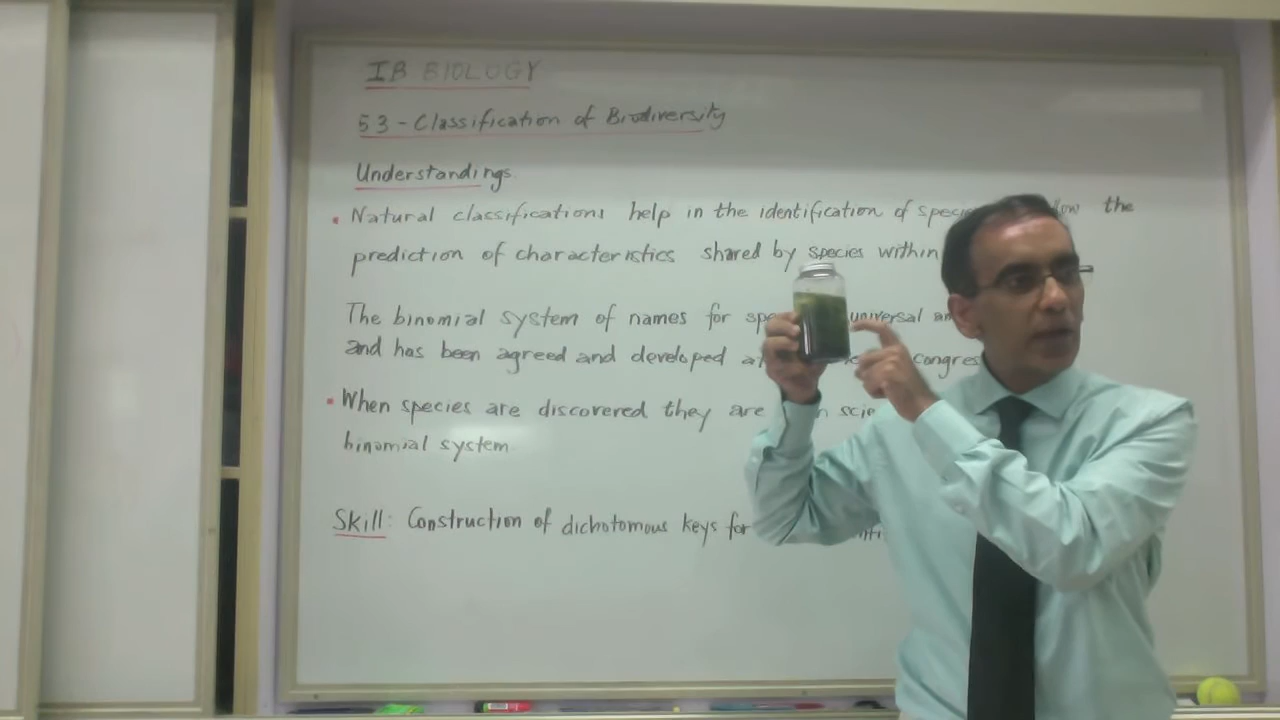 IB BIOLOGY
5.3 - Classification of Biodiversity
Understandings.
Natural classifications help in the identification of the
prediction of characteristics shared by species within
The binomial system of names for universal
and has been agreed and developed
When species are discovered they are
binomial system
Skill: Construction of dichotomous keys for